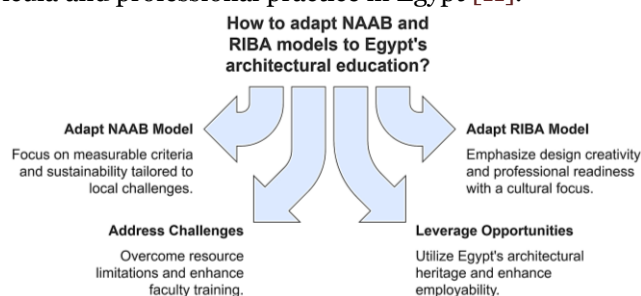 and professional practice in Egypt
How to adapt NAAB and
RIBA models to Egypt's
architectural education?
Adapt NAAB Model
Focus on measurable criteria
and sustainability tailored to
local challenges.
Adapt RIBA Model
Emphasize design creativity
and professional readiness
with a cultural focus.
Address Challenges
Overcome resource
limitations and enhance
faculty training.
Leverage Opportunities
Utilize Egypt's architectural
heritage and enhance
employability.